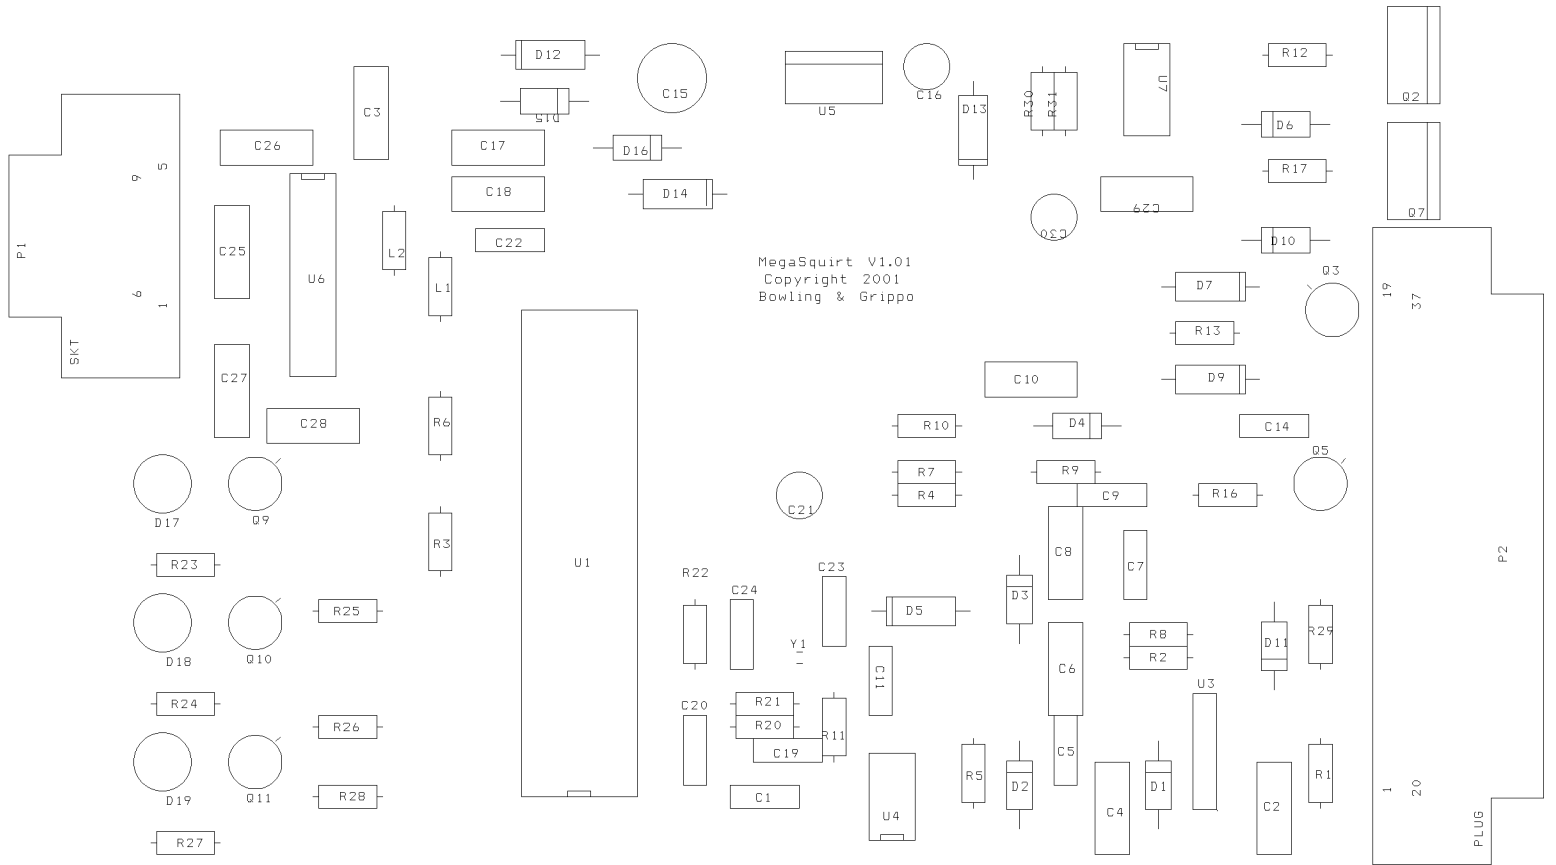 D12
C15
U5
C16
D13
R30
R31
U7
R12
Q2
C3
D15
C26
C17
D16
D6
Q7
C18
D14
C29
R17
9
5
P1
C25
U6
L2
C22
C30
D10
L1
MegaSquirt V1.01
Copyright 2001
Bowling & Grippo
D7
Q3
19
37
6
1
SKT
R13
C27
C10
D9
C28
R6
R10
D4
C14
Q5
D17
Q9
R7
R9
R4
C9
R16
C21
R3
U1
C8
C7
P2
R23
R22
C23
C24
D5
D3
R25
Y1
R8
R2
D11
R29
D18
Q10
C11
C6
U3
R24
R21
C20
R26
R20
R11
C19
C5
R5
D2
D1
R1
D19
Q11
R28
C1
U4
C4
C2
1
20
R27
PLUG